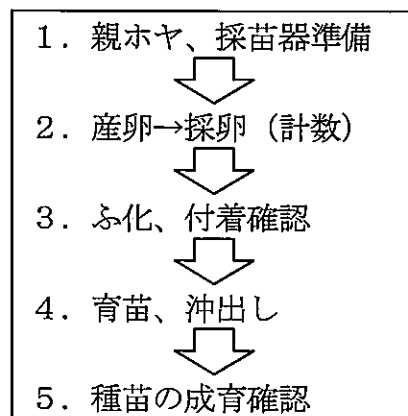 １．親ホヤ、採苗器準備
２．産卵→採卵（計数）
３．ふ化、付着確認
４．育苗、沖出し
５．種苗の成育確認